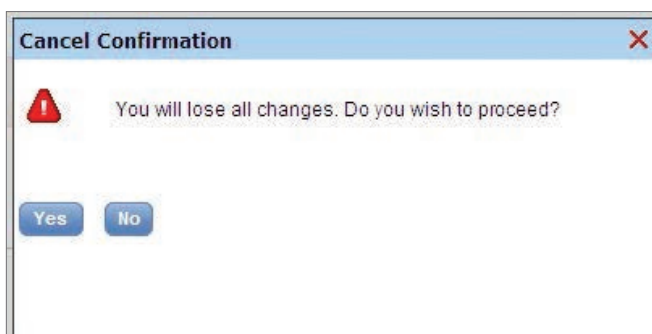 Cancel Confirmation
You will lose all changes. Do you wish to proceed?
Yes No